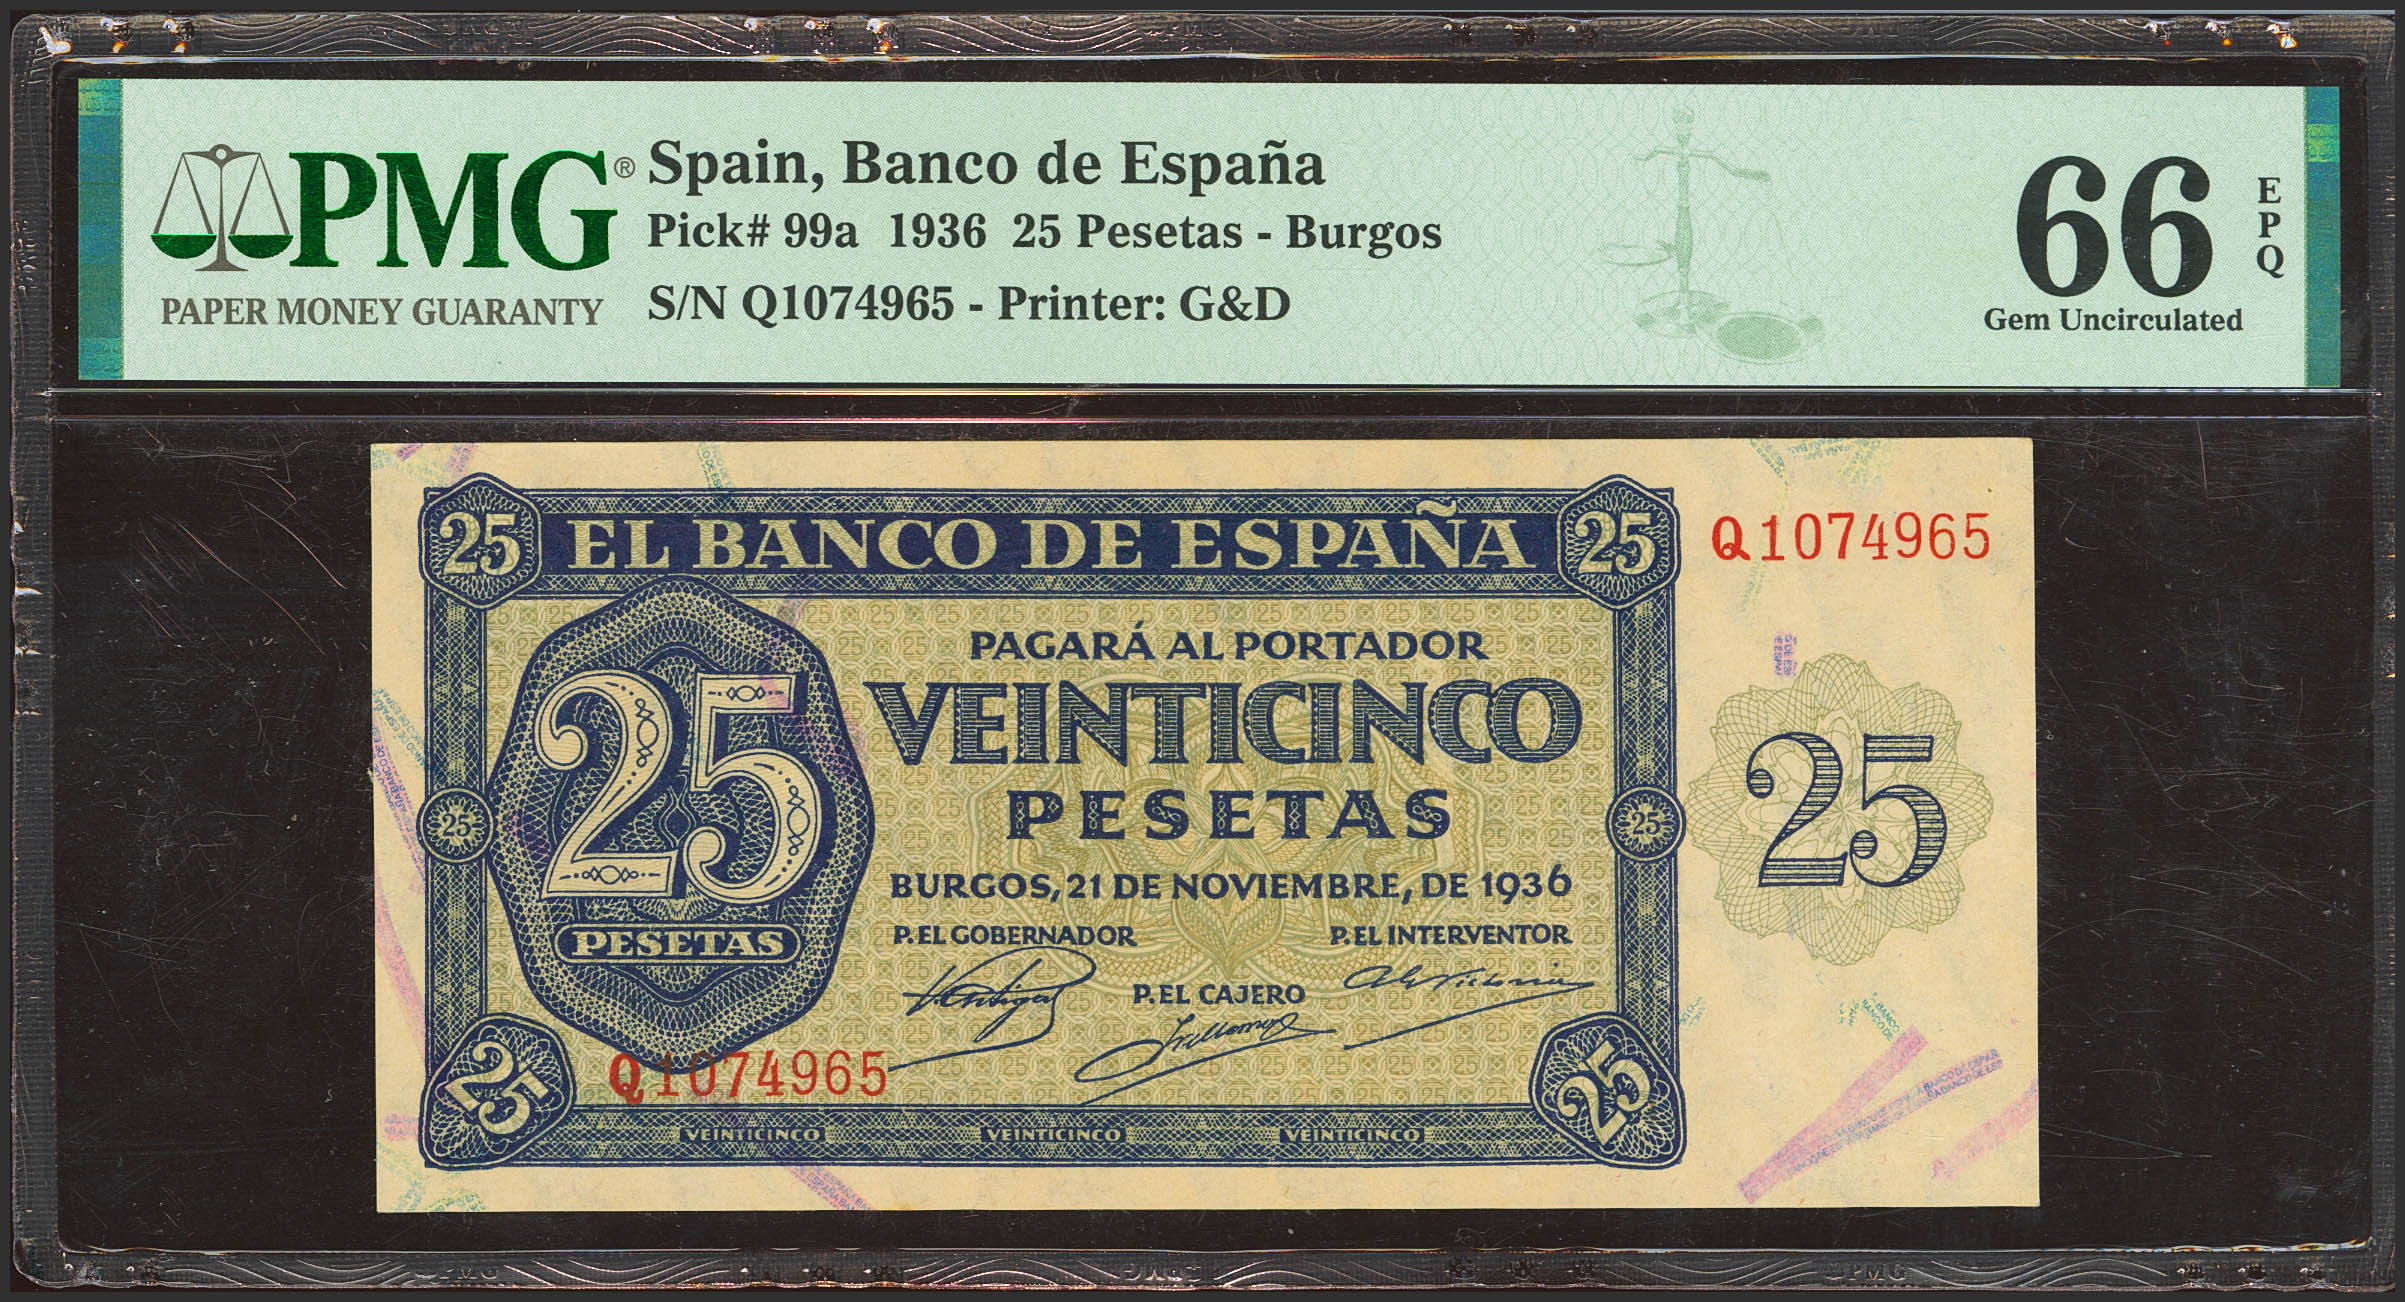 PMG®
PAPER MONEY GUARANTY
Spain, Banco de España
Pick# 99a 1936 25 Pesetas - Burgos
S/N Q1074965 - Printer: G&D
66
EPQ
Gem Uncirculated
25 EL BANCO DE ESPAÑA 25
Q1074965
PAGARÁ AL PORTADOR
VEINTICINCO
PESETAS
25
PESETAS
25
25
25
BURGOS, 21 DE NOVIEMBRE, DE 1936
P. EL GOBERNADOR
P. EL INTERVENTOR
P. EL CAJERO
Q1074965
25
25
VEINTICINCO VEINTICINCO VEINTICINCO